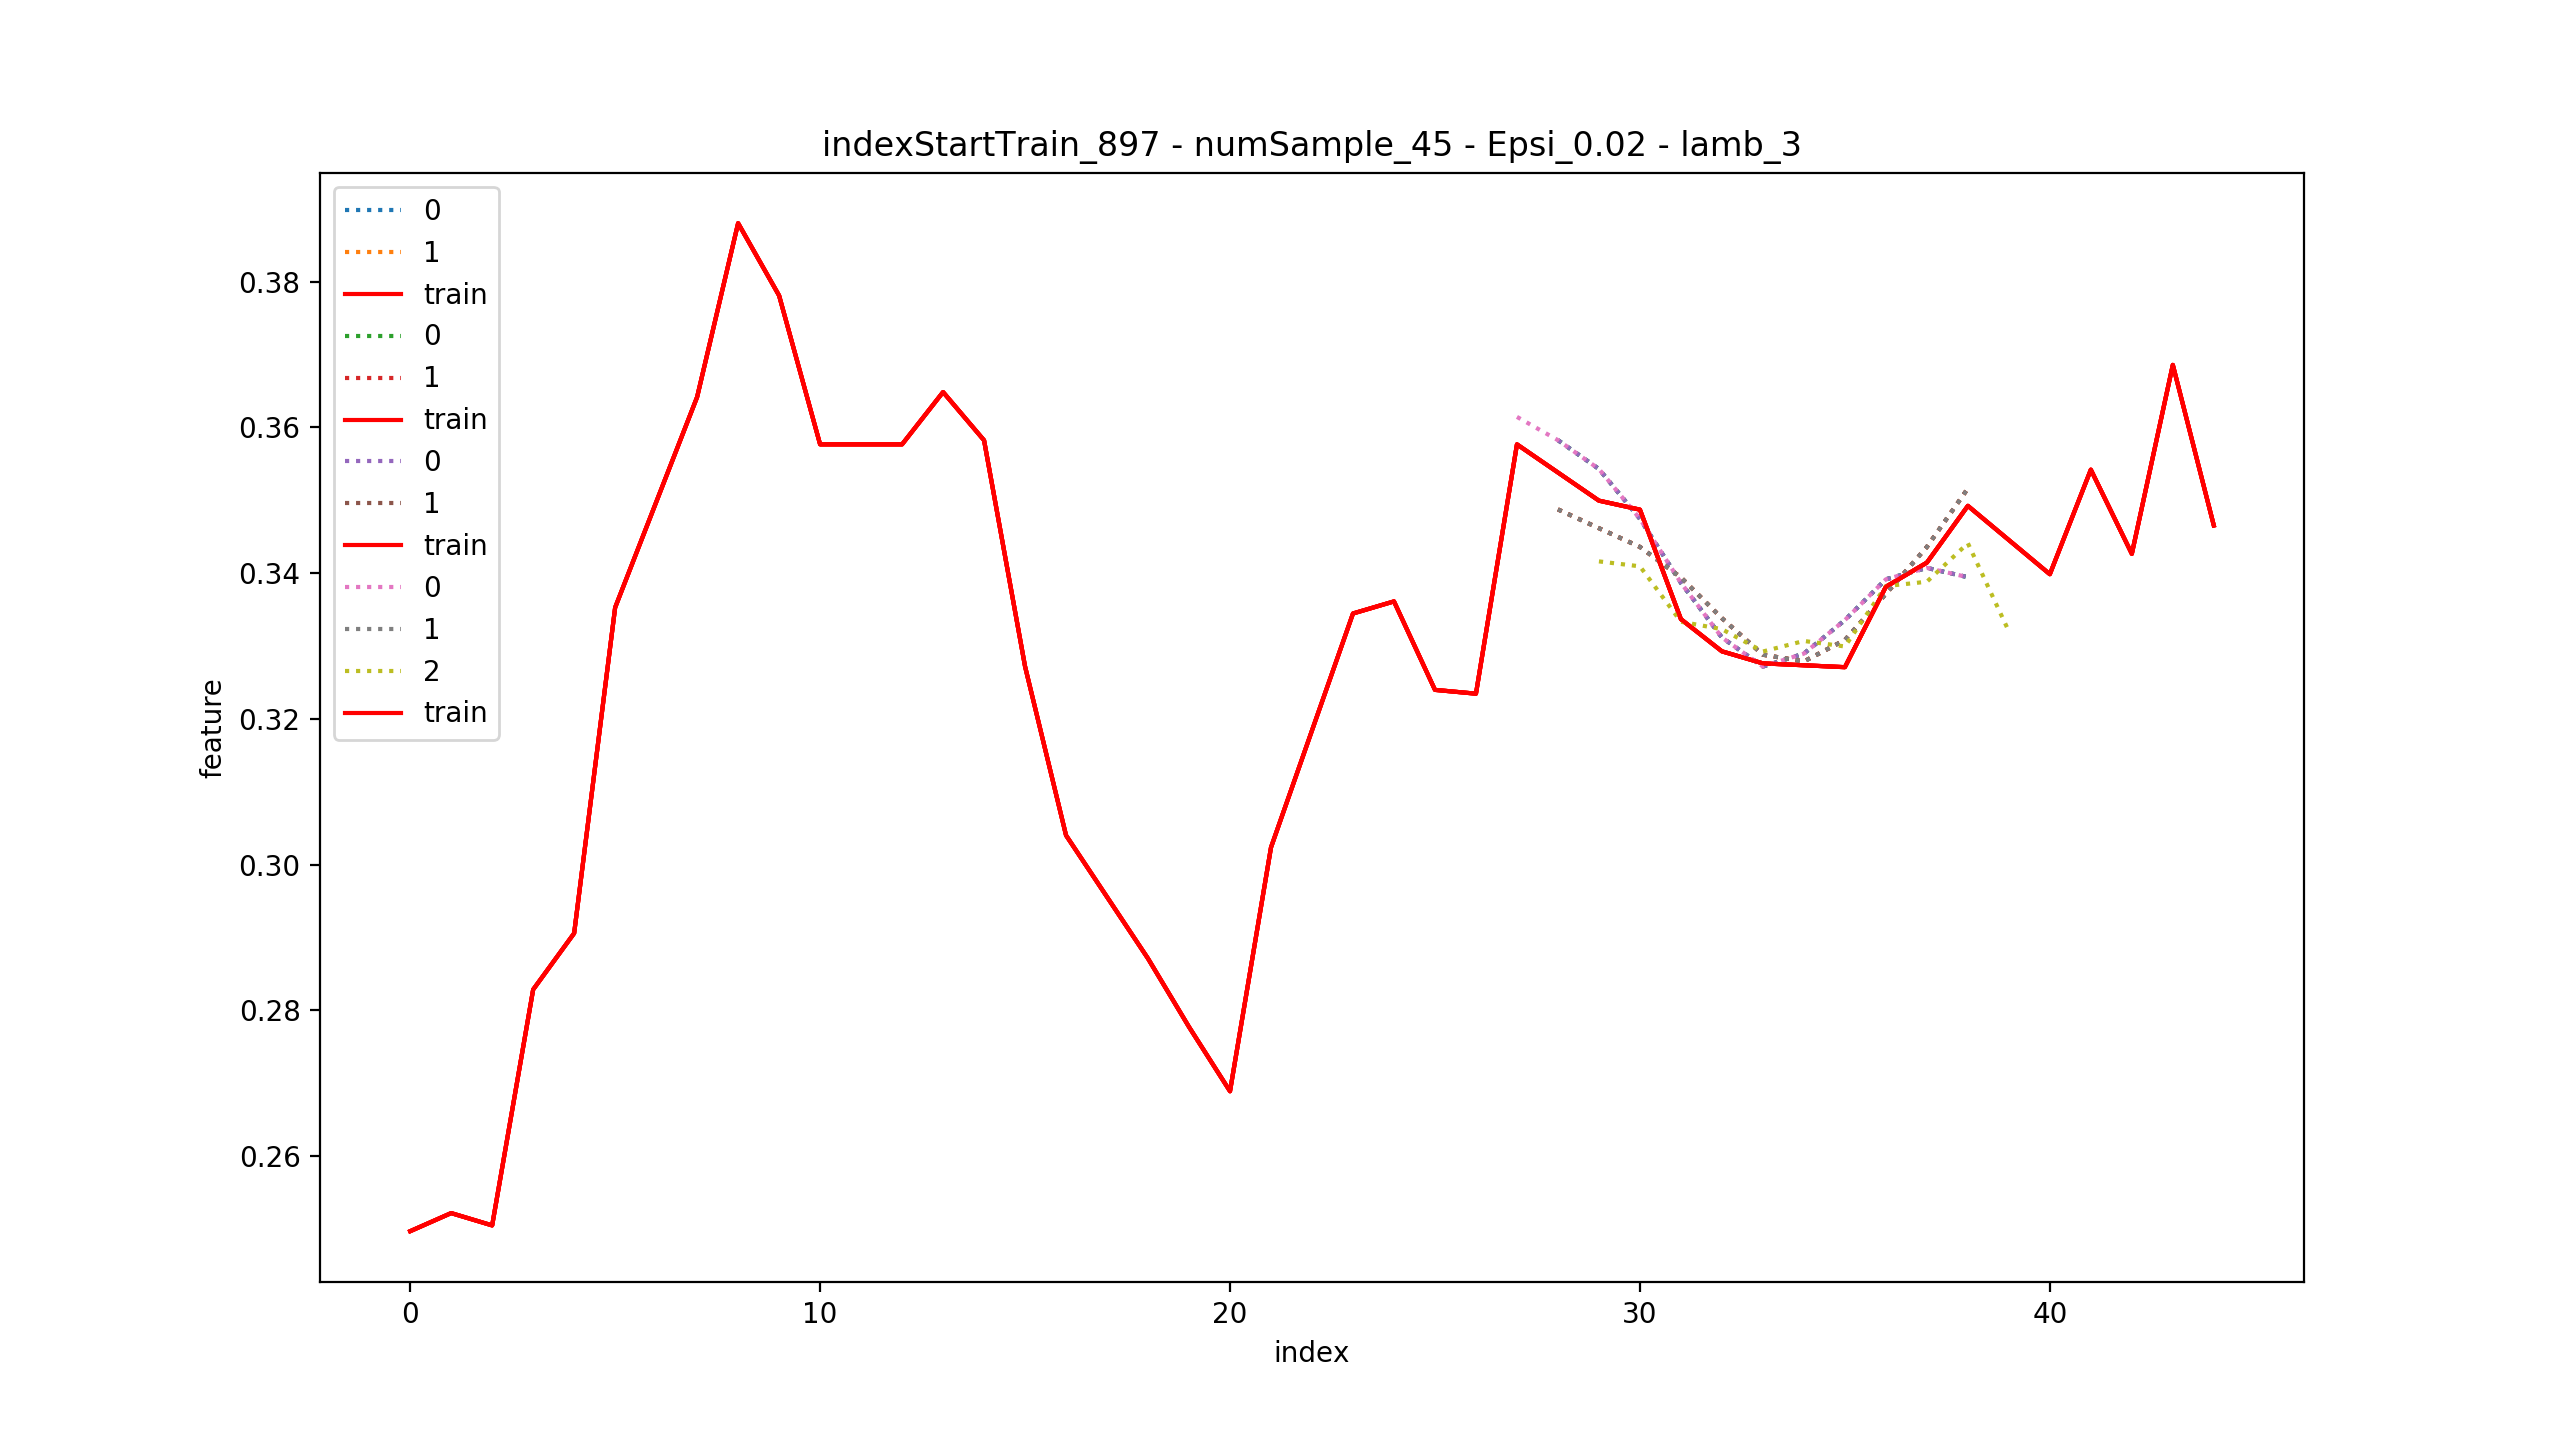 indexStartTrain_897 - numSample_45 - Epsi_0.02 - lamb_3
0
1
train
0
1
train
0
1
train
0
1
2
train
0.38
0.36
0.34
0.32
0.30
0.28
0.26
feature
0 10 20 30 40
index